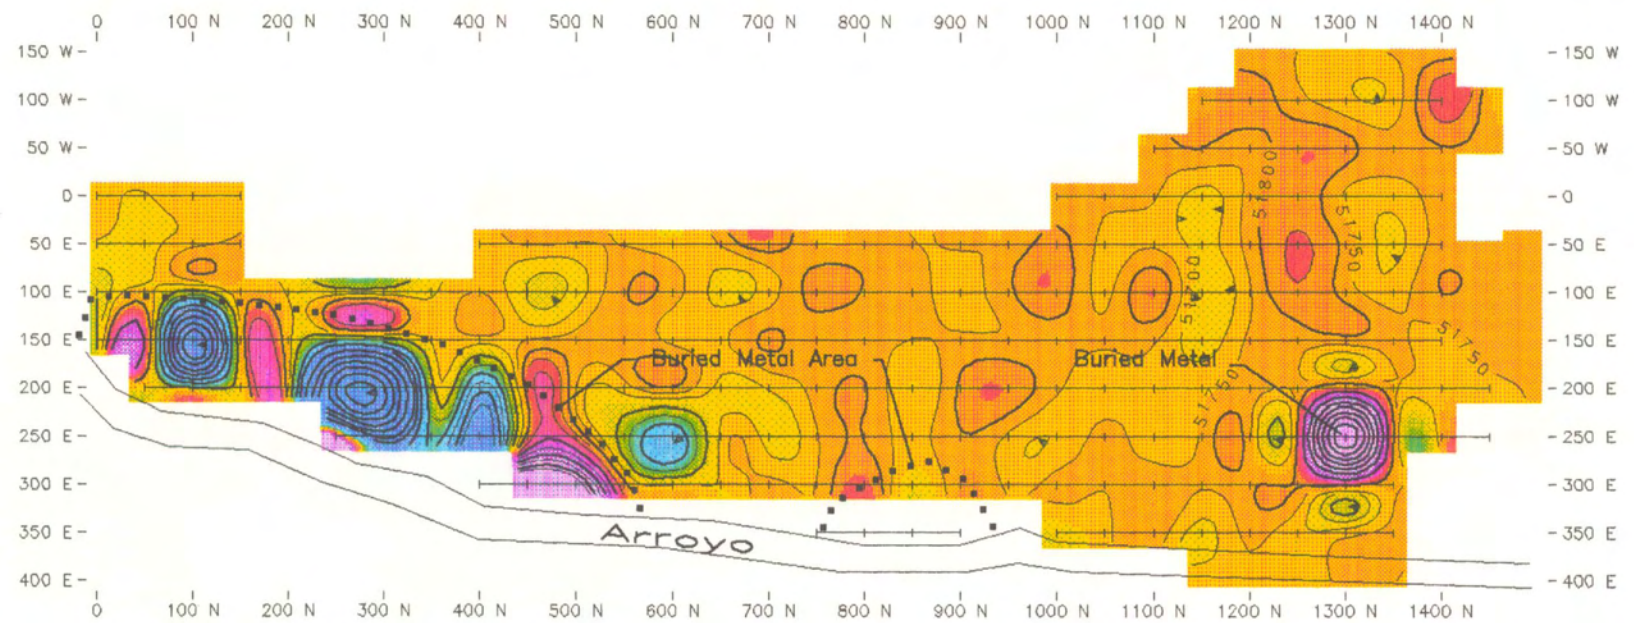 0 100 N 200 N 300 N 400 N 500 N 600 N 700 N 800 N 900 N 1000 N 1100 N 1200 N 1300 N 1400 N
150 W 150 W
100 W 100 W
50 W 50 W
51800
0 0
51750
50 E 50 E
51700
100 E 100 E
51750
150 E 150 E
Buried Metal Area Buried Metal
51750
200 E 200 E
250 E 250 E
300 E 300 E
350 E Arroyo 350 E
400 E 400 E
0 100 N 200 N 300 N 400 N 500 N 600 N 700 N 800 N 900 N 1000 N 1100 N 1200 N 1300 N 1400 N